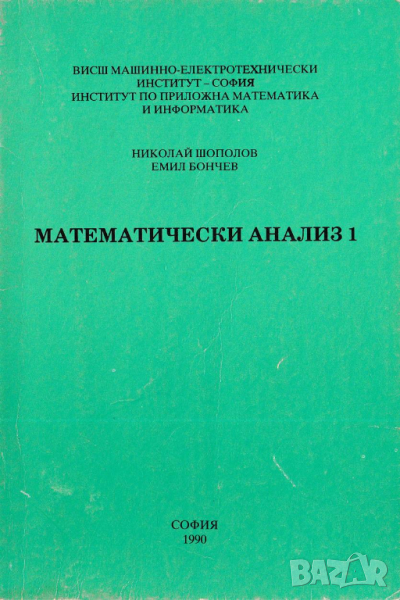 ВИСШ МАШИННО-ЕЛЕКТРОТЕХНИЧЕСКИ
ИНСТИТУТ – СОФИЯ
ИНСТИТУТ ПО ПРИЛОЖНА МАТЕМАТИКА
И ИНФОРМАТИКА
НИКОЛАЙ ШОПОЛОВ
ЕМИЛ БОНЧЕВ
МАТЕМАТИЧЕСКИ АНАЛИЗ 1
СОФИЯ
1990
BAZAR